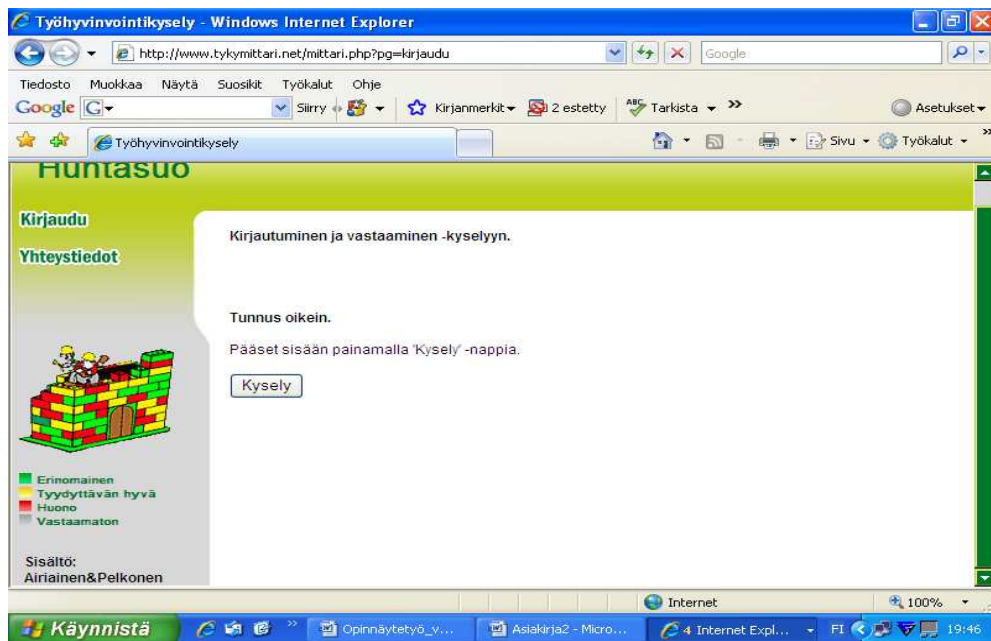 Työhyvinvointikysely - Windows Internet Explorer
http://www.tykymittari.net/mittari.php?pg=kirjaudu
Google
Tiedosto Muokkaa Näytä Suosikit Työkalut Ohje
Google G Siirry Kirjanmerkit 2 estetty ABC Tarkista » Asetukset
Työhyvinvointikysely Sivu Työkalut »
Huhtasuo
Kirjaudu
Yhteystiedot
Kirjautuminen ja vastaaminen -kyselyyn.
Tunnus oikein.
Pääset sisään painamalla 'Kysely' -nappia.
Kysely
Erinomainen
Tyydyttävän hyvä
Huono
Vastaamaton
Sisältö:
Airiainen&Pelkonen
Internet 100%
Käynnistä » Opinnäytetyö_v... Asiakirja2 - Micro... 4 Internet Expl... FI 19:46